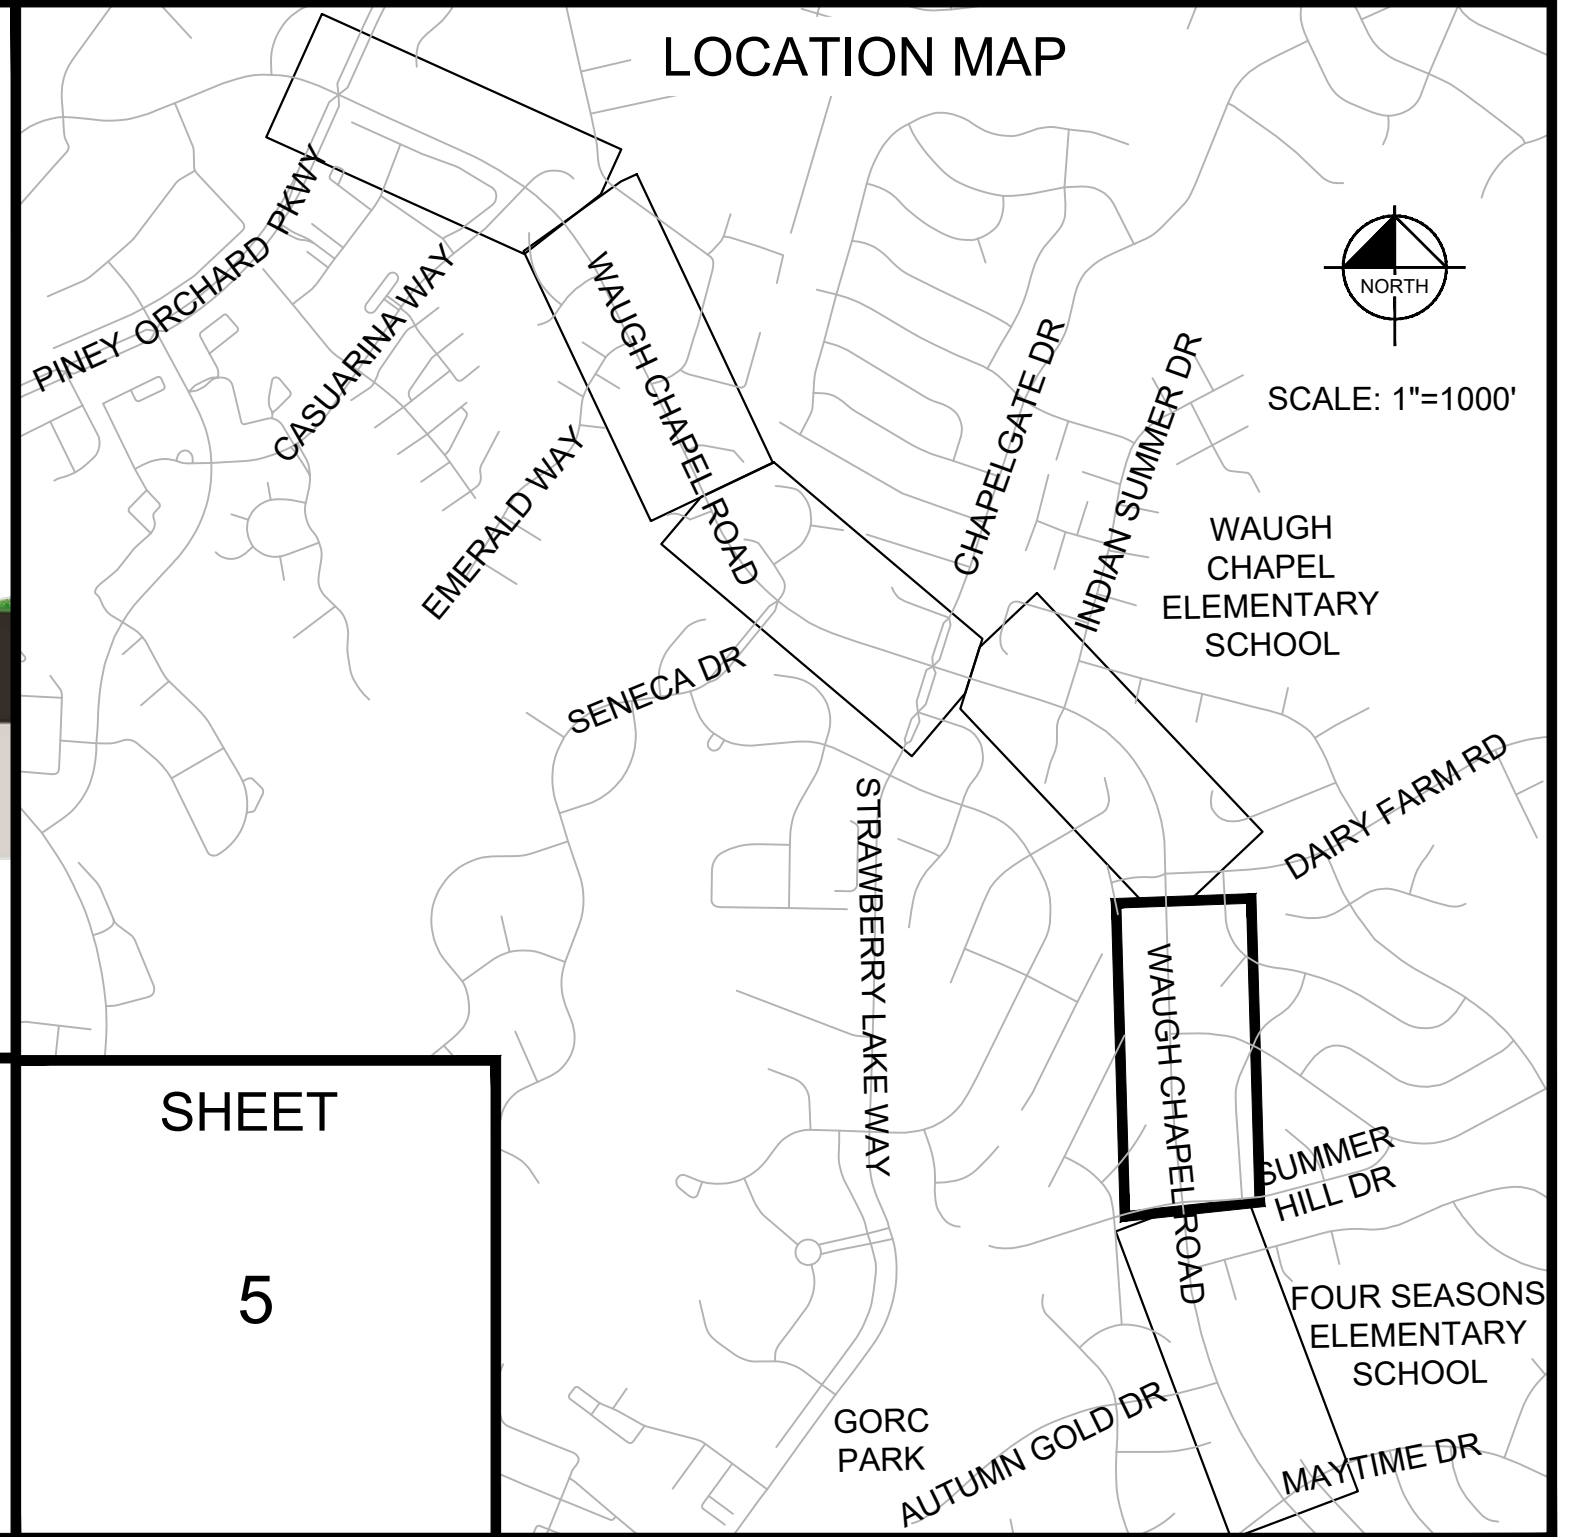 LOCATION MAP
PINEY ORCHARD PKWY
CASUARINA WAY
EMERALD WAY
WAUGH CHAPEL ROAD
SENECA DR
CHAPELGATE DR
INDIAN SUMMER DR
NORTH
SCALE: 1"=1000'
WAUGH
CHAPEL
ELEMENTARY
SCHOOL
STRAWBERRY LAKE WAY
DAIRY FARM RD
WAUGH CHAPEL ROAD
SUMMER
HILL DR
FOUR SEASONS
ELEMENTARY
SCHOOL
GORC
PARK
AUTUMN GOLD DR
MAYTIME DR
SHEET
5